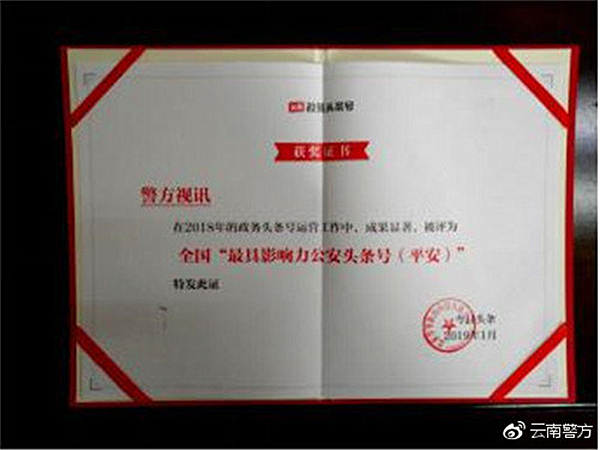 头条 政务头条号
获奖证书
警方视讯
在2018年的政务头条号运营工作中，成果显著，被评为
全国“最具影响力公安头条号（平安）”
特发此证
今日头条
2019年1月
云南警方